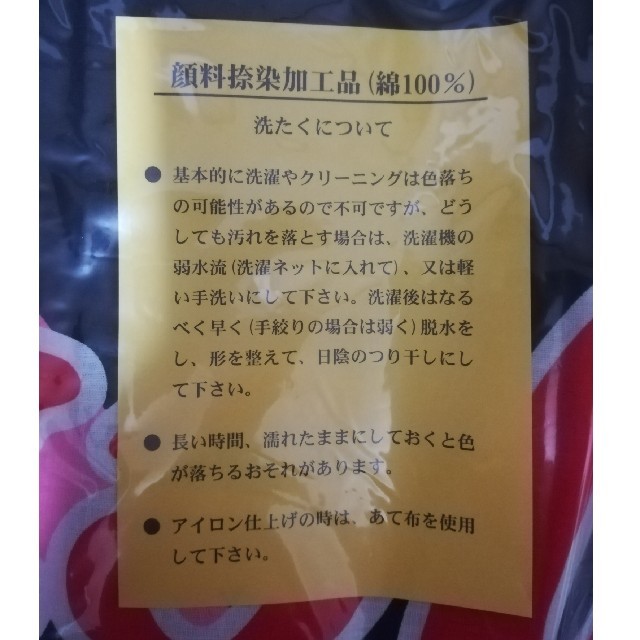 顔料捺染加工品(綿100%)
洗たくについて
● 基本的に洗濯やクリーニングは色落ち
の可能性があるので不可ですが、どう
しても汚れを落とす場合は、洗濯機の
弱水流(洗濯ネットに入れて)、又は軽
い手洗いにして下さい。洗濯後はなる
べく早く(手絞りの場合は弱く)脱水を
し、形を整えて、日陰のつり干しにし
て下さい。
● 長い時間、濡れたままにしておくと色
が落ちるおそれがあります。
● アイロン仕上げの時は、あて布を使用
して下さい。